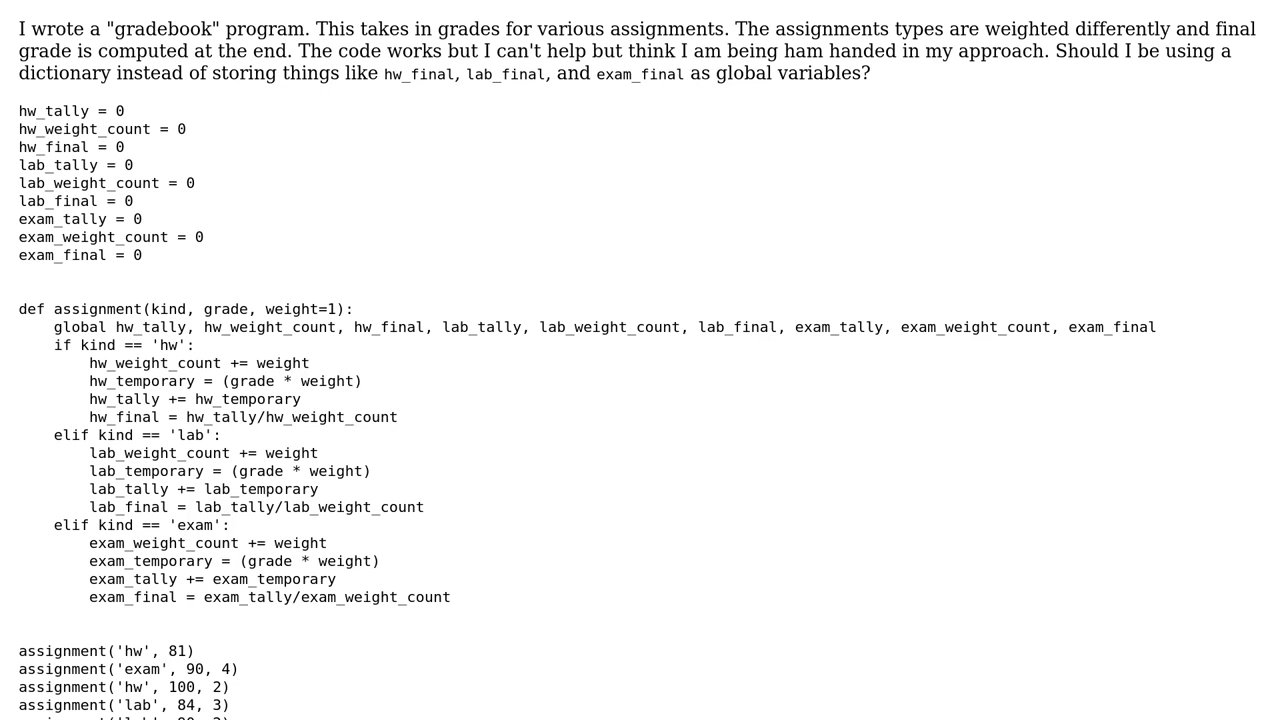 I wrote a "gradebook" program. This takes in grades for various assignments. The assignments types are weighted differently and final
grade is computed at the end. The code works but I can't help but think I am being ham handed in my approach. Should I be using a
dictionary instead of storing things like hw_final, lab_final, and exam_final as global variables?
hw_tally = 0
hw_weight_count = 0
hw_final = 0
lab_tally = 0
lab_weight_count = 0
lab_final = 0
exam_tally = 0
exam_weight_count = 0
exam_final = 0
def assignment(kind, grade, weight=1):
    global hw_tally, hw_weight_count, hw_final, lab_tally, lab_weight_count, lab_final, exam_tally, exam_weight_count, exam_final
    if kind == 'hw':
        hw_weight_count += weight
        hw_temporary = (grade * weight)
        hw_tally += hw_temporary
        hw_final = hw_tally/hw_weight_count
    elif kind == 'lab':
        lab_weight_count += weight
        lab_temporary = (grade * weight)
        lab_tally += lab_temporary
        lab_final = lab_tally/lab_weight_count
    elif kind == 'exam':
        exam_weight_count += weight
        exam_temporary = (grade * weight)
        exam_tally += exam_temporary
        exam_final = exam_tally/exam_weight_count
assignment('hw', 81)
assignment('exam', 90, 4)
assignment('hw', 100, 2)
assignment('lab', 84, 3)